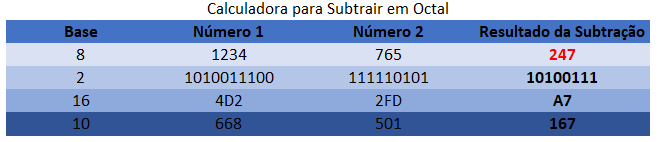 Calculadora para Subtrair em Octal
Base Número 1 Número 2 Resultado da Subtração
8 1234 765 247
2 1010011100 111110101 10100111
16 4D2 2FD A7
10 668 501 167